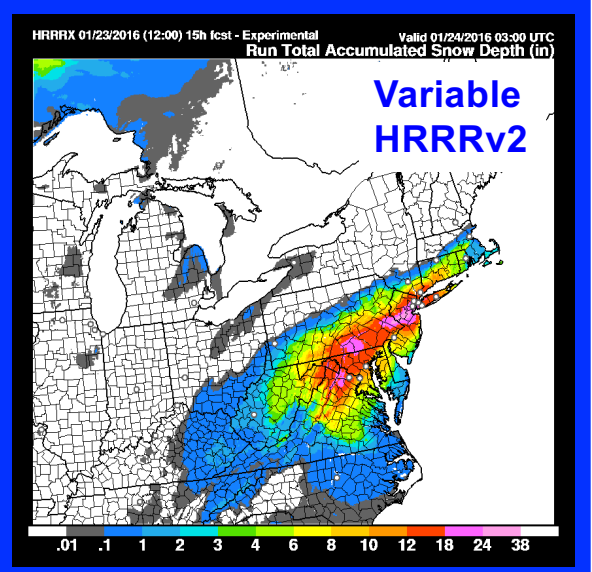 HRRRX 01/23/2016 (12:00) 15h fcst - Experimental
Valid 01/24/2016 03:00 UTC
Run Total Accumulated Snow Depth (in)
Variable
HRRRv2
.01 .1 1 2 3 4 6 8 10 12 18 24 38